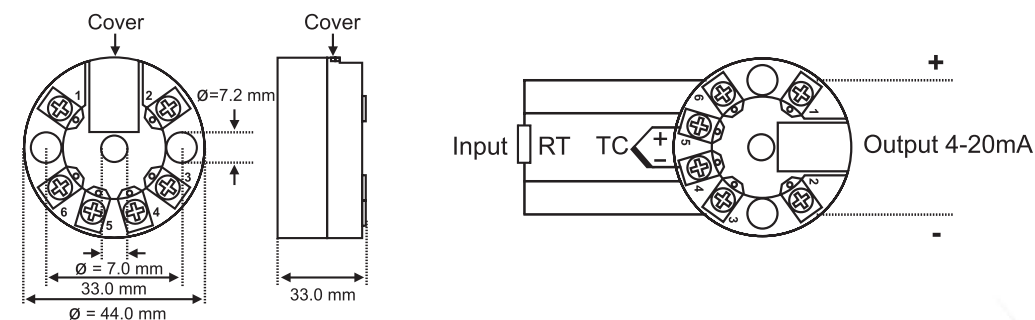 Cover
1
2
Ø=7.2 mm
3
6
5
4
Ø = 7.0 mm
33.0 mm
Ø = 44.0 mm
Cover
33.0 mm
+
6
1
5
Input RT TC + −
Output 4-20mA
4
2
3
-